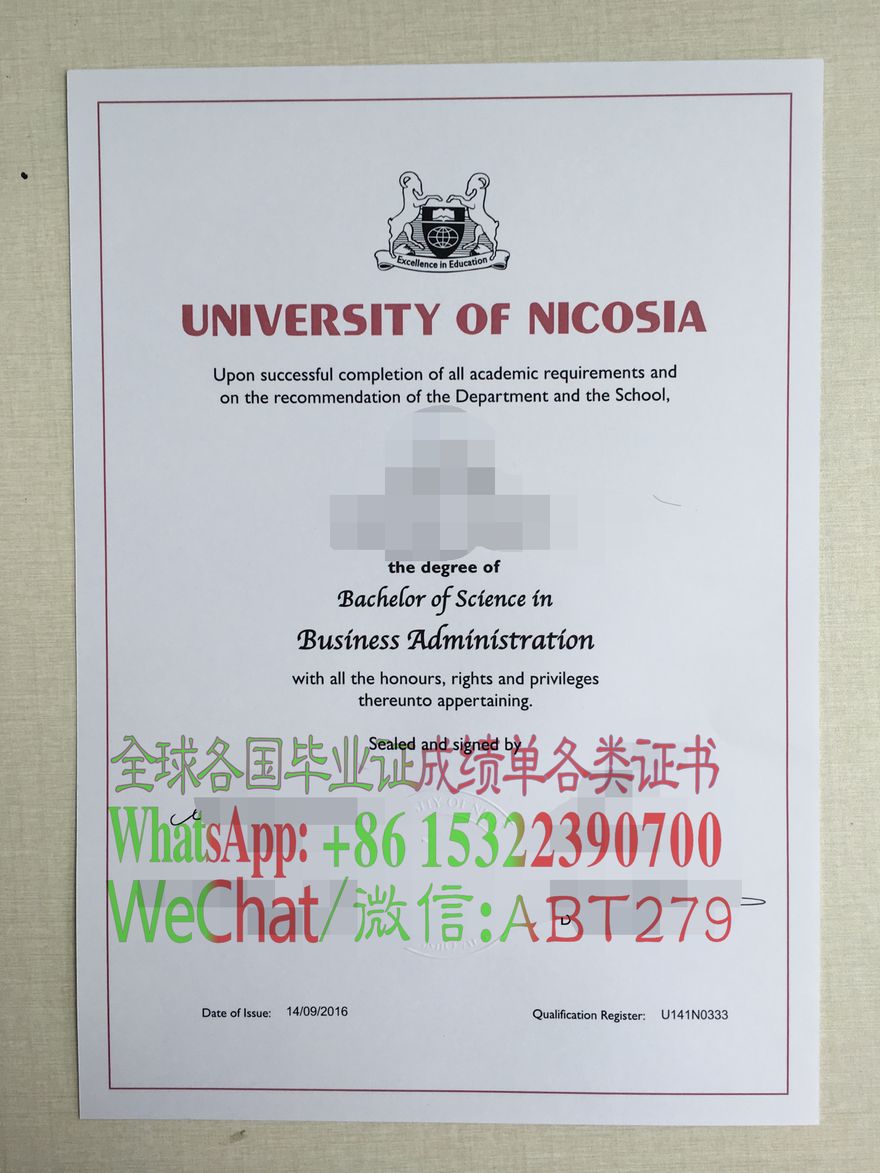 Excellence in Education
UNIVERSITY OF NICOSIA
Upon successful completion of all academic requirements and
on the recommendation of the Department and the School,
the degree of
Bachelor of Science in
Business Administration
with all the honours, rights and privileges
thereunto appertaining.
Sealed and signed by
全球各国毕业证成绩单各类证书
WhatsApp: +86 15322390700
WeChat/微信:ABT279
Date of Issue: 14/09/2016
Qualification Register: U141N0333